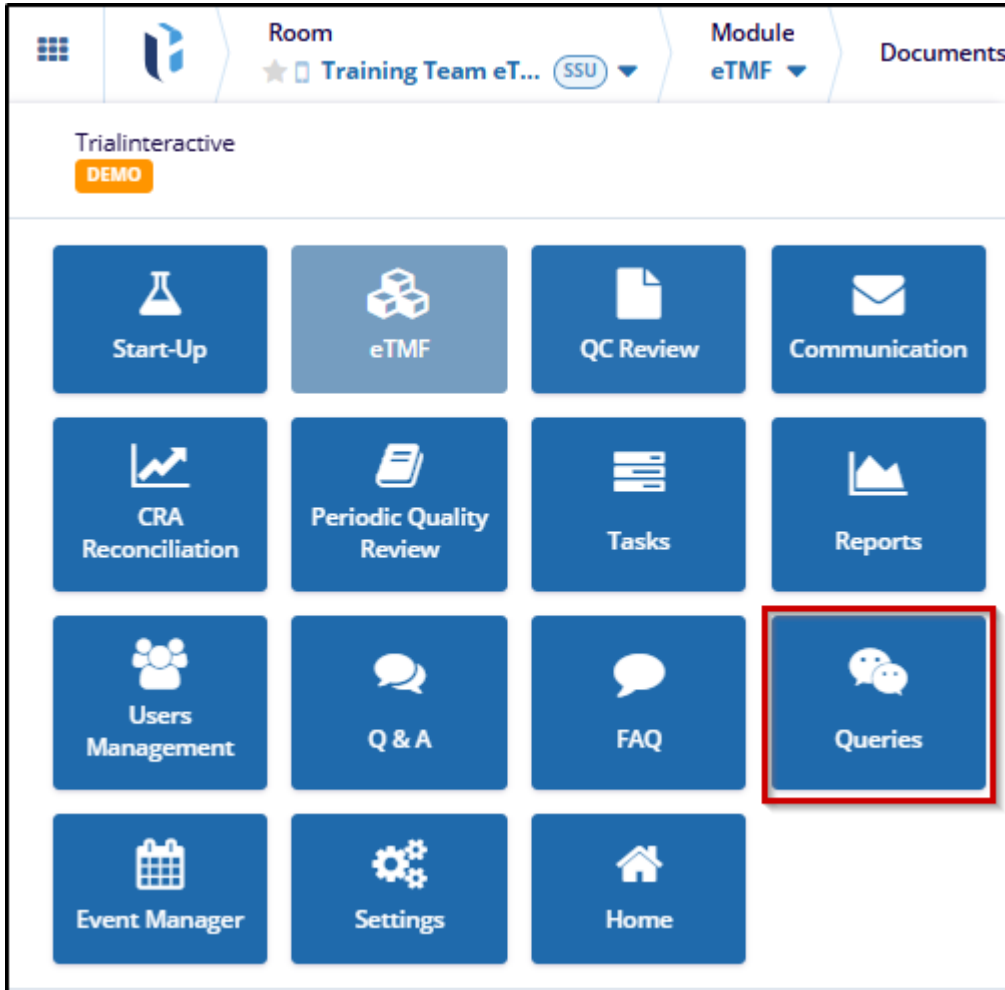 Room
Training Team eT... SSU
Module
eTMF
Documents
Trialinteractive
DEMO
Start-Up
eTMF
QC Review
Communication
CRA
Reconciliation
Periodic Quality
Review
Tasks
Reports
Users
Management
Q & A
FAQ
Queries
Event Manager
Settings
Home